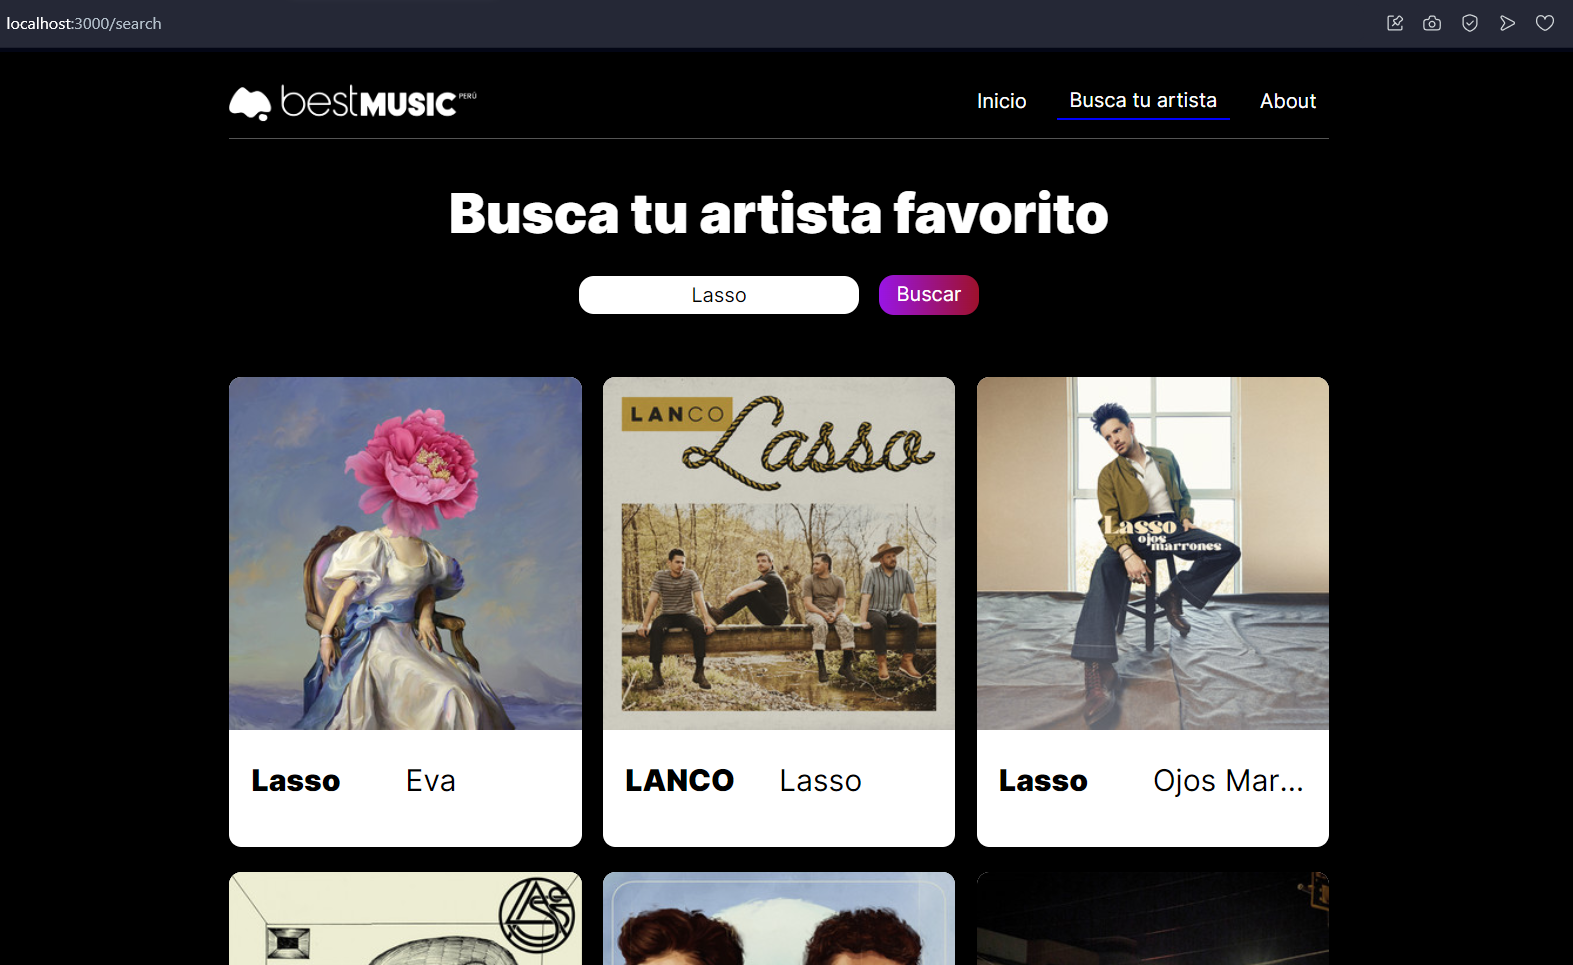 localhost:3000/search
bestMUSIC PERÚ
Inicio
Busca tu artista
About
Busca tu artista favorito
Lasso
Buscar
LANCO
Lasso
Lasso
ojos
marrones
Lasso Eva
LANCO Lasso
Lasso Ojos Mar...